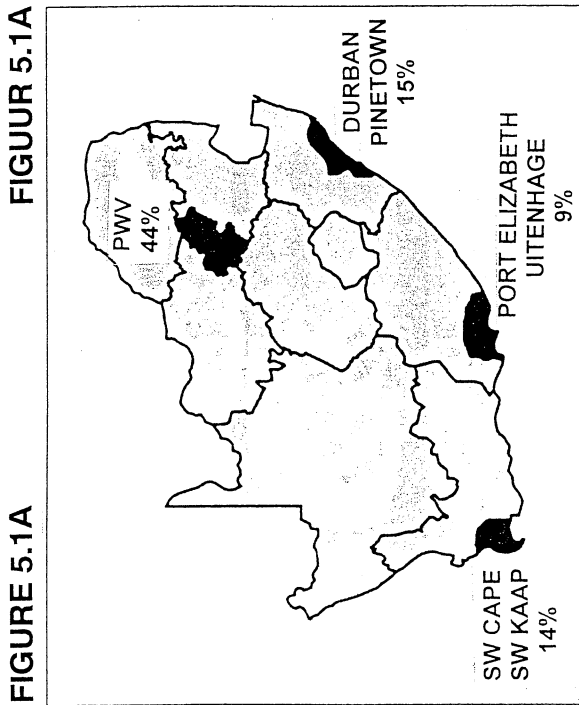 FIGURE 5.1A
FIGUUR 5.1A
PWV
44%
DURBAN
PINETOWN
15%
PORT ELIZABETH
UITENHAGE
9%
SW CAPE
SW KAAP
14%